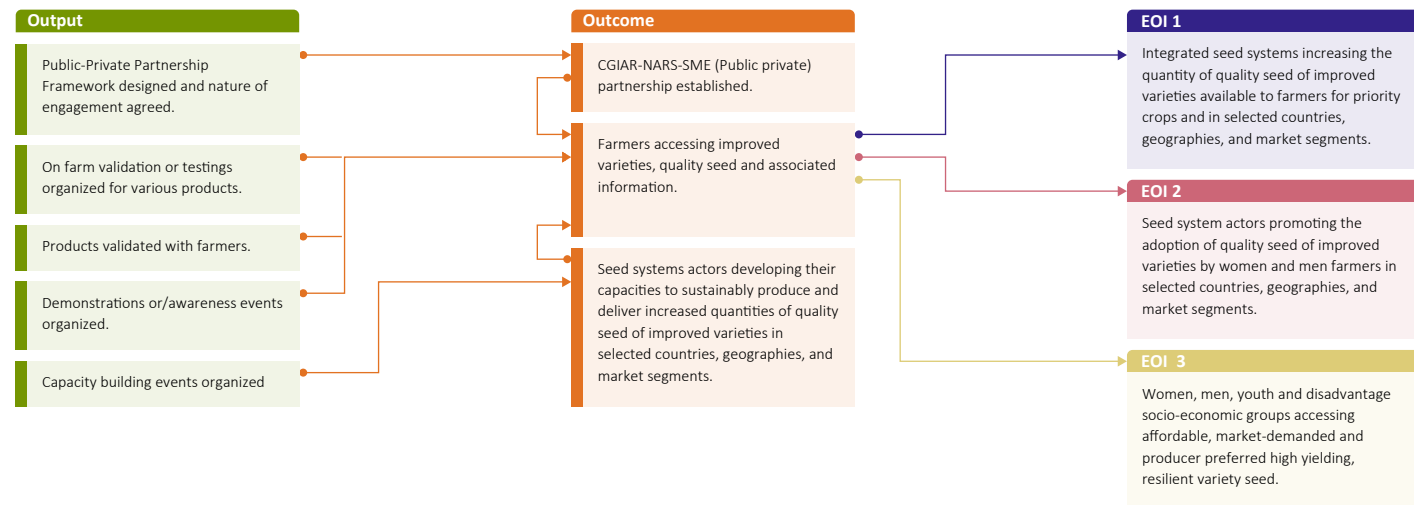 Output
Public-Private Partnership
Framework designed and nature of
engagement agreed.
On farm validation or testings
organized for various products.
Products validated with farmers.
Demonstrations or/awareness events
organized.
Capacity building events organized
Outcome
CGIAR-NARS-SME (Public private)
partnership established.
Farmers accessing improved
varieties, quality seed and associated
information.
Seed systems actors developing their
capacities to sustainably produce and
deliver increased quantities of quality
seed of improved varieties in
selected countries, geographies, and
market segments.
EOI 1
Integrated seed systems increasing the
quantity of quality seed of improved
varieties available to farmers for priority
crops and in selected countries,
geographies, and market segments.
EOI 2
Seed system actors promoting the
adoption of quality seed of improved
varieties by women and men farmers in
selected countries, geographies, and
market segments.
EOI 3
Women, men, youth and disadvantage
socio-economic groups accessing
affordable, market-demanded and
producer preferred high yielding,
resilient variety seed.